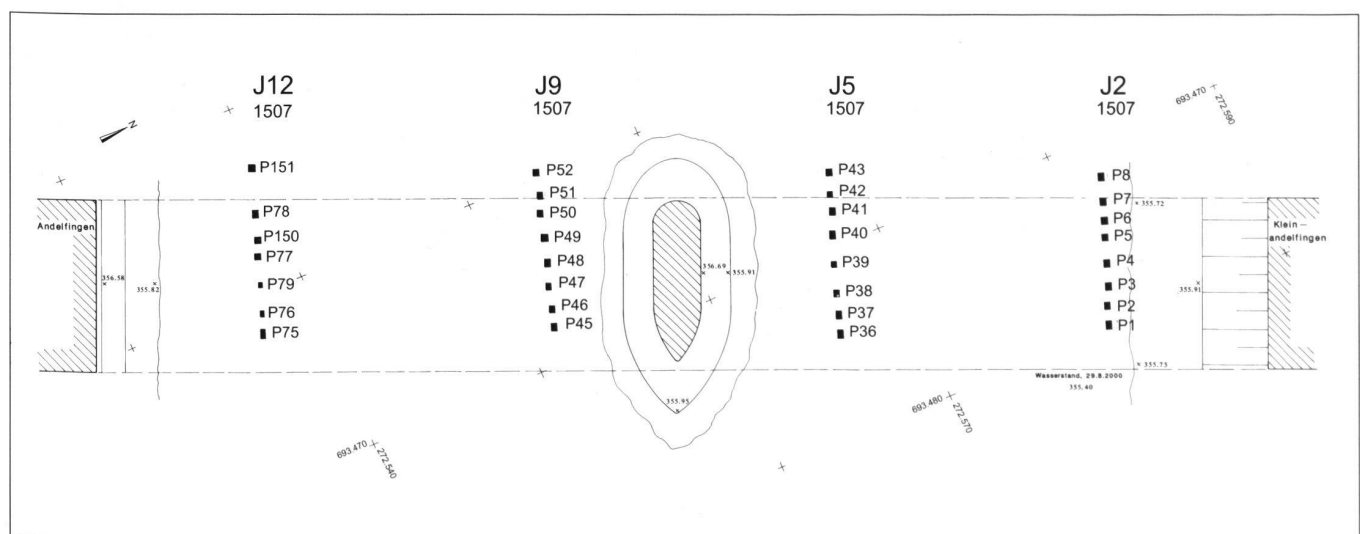 J12
1507
J9
1507
J5
1507
J2
1507
693.470
272.590
N
P151
P78
P150
P77
P79
P76
P75
P52
P51
P50
P49
P48
P47
P46
P45
P43
P42
P41
P40
P39
P38
P37
P36
P8
P7
P6
P5
P4
P3
P2
P1
Andelfingen
356.58
355.82
356.69
355.91
355.95
355.72
355.91
355.75
Klein –
andelfingen
Wasserstand, 29.8.2000
355.40
693.470
272.540
693.480
272.570